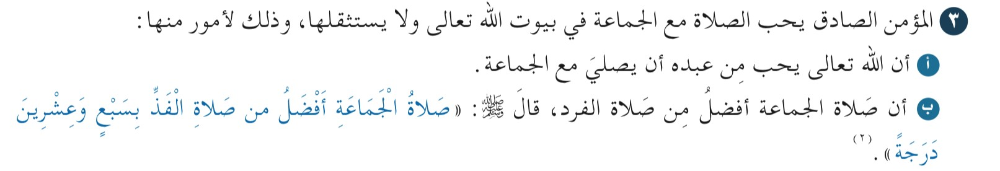 ٣ المؤمن الصادق يحب الصلاة مع الجماعة في بيوت الله تعالى ولا يستثقلها، وذلك لأمور منها:
أ أن الله تعالى يحب مِن عبده أن يصليَ مع الجماعة.
ب أن صَلاة الجماعة أفضلُ مِن صَلاة الفرد، قالَ ﷺ: «صَلاةُ الْجَمَاعَةِ أَفْضَلُ من صَلاةِ الْفَذِّ بِسَبْعٍ وَعِشْرِينَ
دَرَجَةً».(٢)